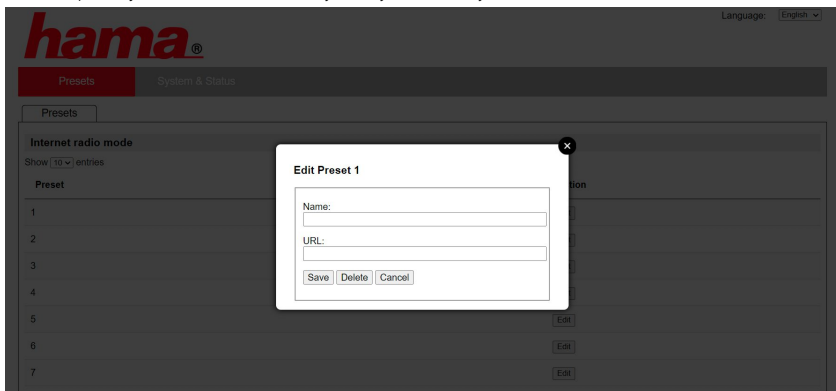 Language: English
hama®
Presets System & Status
Presets
Internet radio mode
Show 10 entries
Preset
Edit Preset 1
Name:
URL:
Save Delete Cancel
1
2
3
4
5 Edit
6 Edit
7 Edit